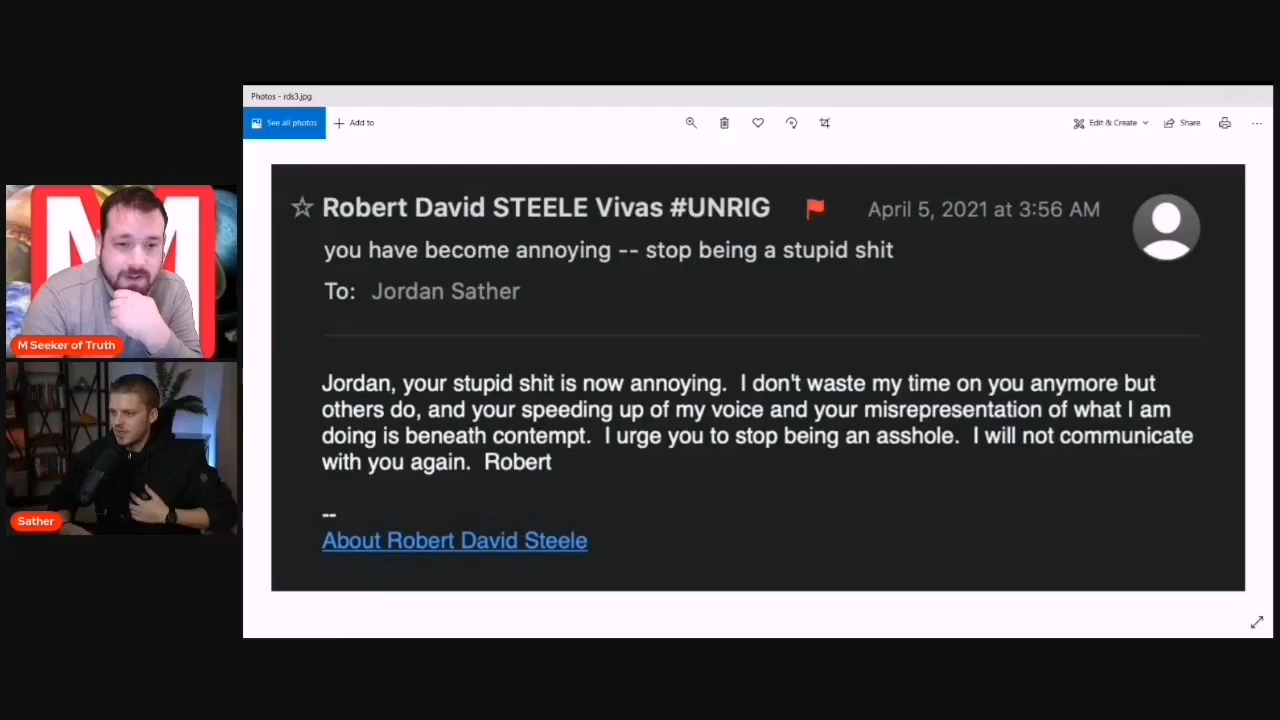 Photos - rds3.jpg
See all photos
Add to
Edit & Create
Share
Robert David STEELE Vivas #UNRIG
April 5, 2021 at 3:56 AM
you have become annoying -- stop being a stupid shit
To: Jordan Sather
Jordan, your stupid shit is now annoying. I don't waste my time on you anymore but
others do, and your speeding up of my voice and your misrepresentation of what I am
doing is beneath contempt. I urge you to stop being an asshole. I will not communicate
with you again. Robert
--
About Robert David Steele
M
M Seeker of Truth
Sather